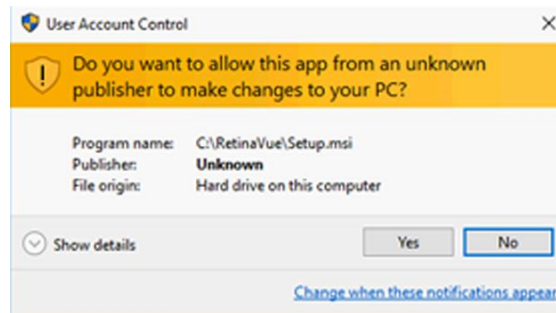 User Account Control
Do you want to allow this app from an unknown
publisher to make changes to your PC?
Program name: C:\RetinaVue\Setup.msi
Publisher: Unknown
File origin: Hard drive on this computer
Show details
Yes No
Change when these notifications appear